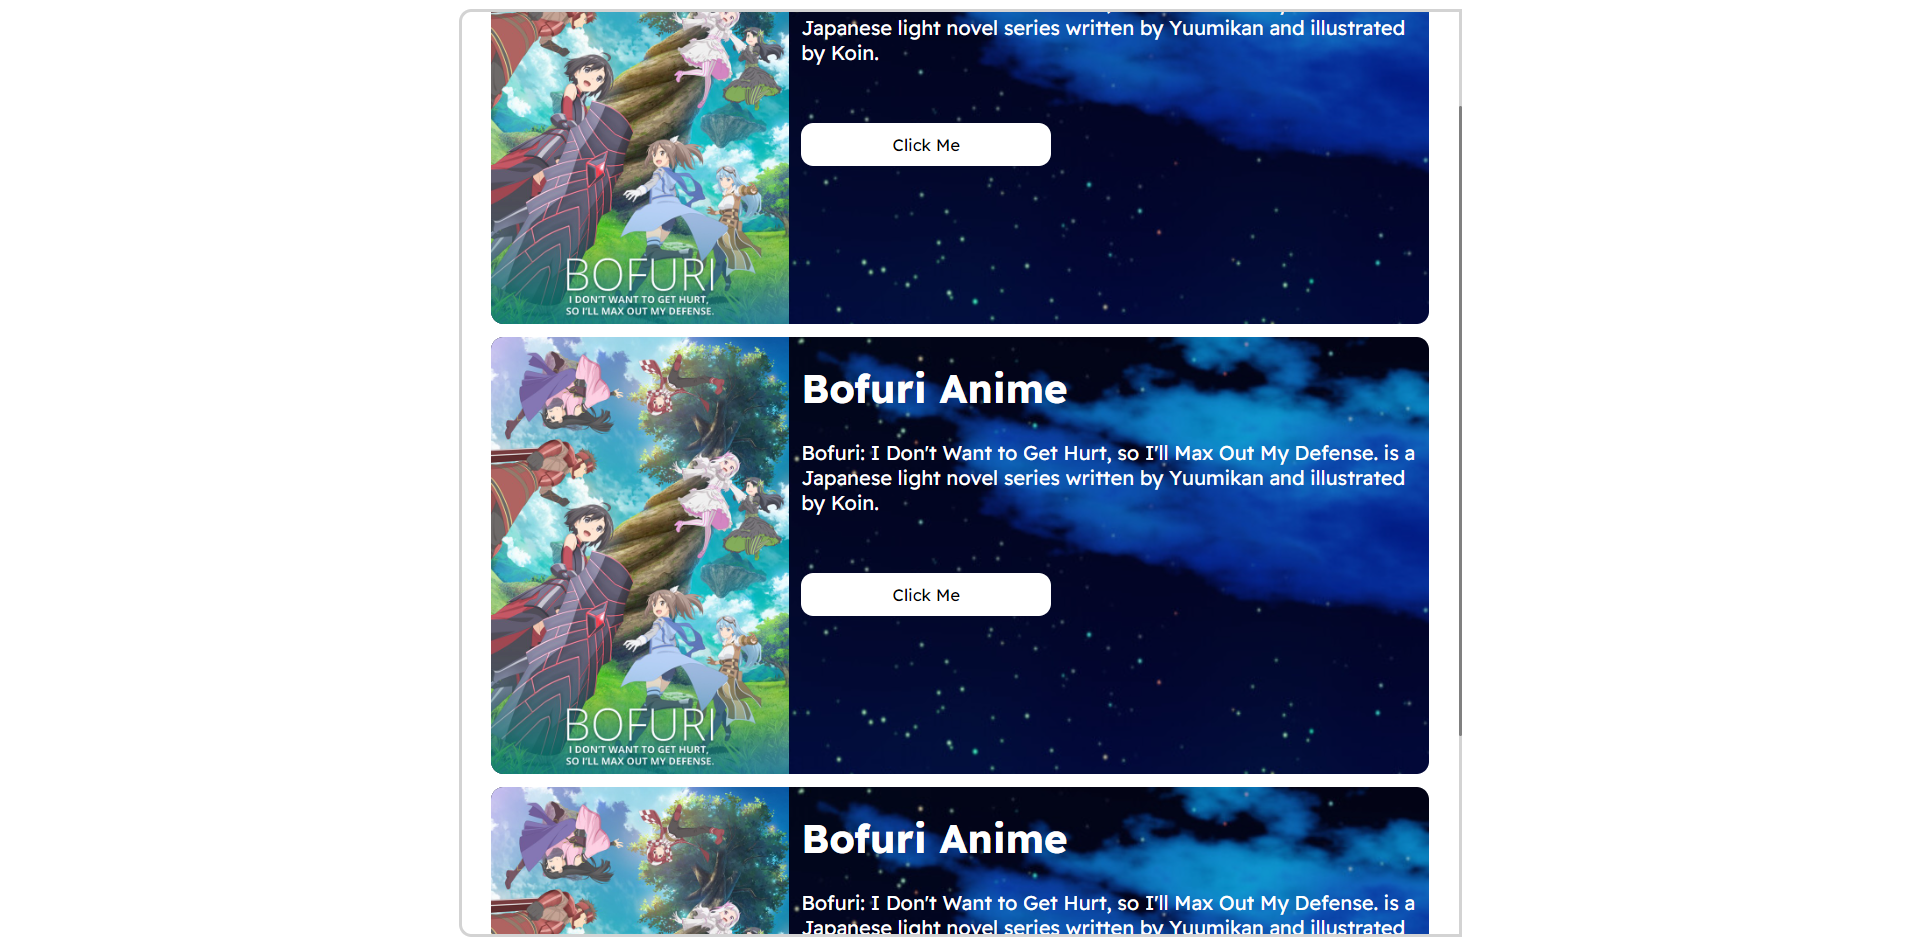 Japanese light novel series written by Yuumikan and illustrated
by Koin.
Click Me
BOFURI
I DON'T WANT TO GET HURT,
SO I'LL MAX OUT MY DEFENSE.
Bofuri Anime
Bofuri: I Don't Want to Get Hurt, so I'll Max Out My Defense. is a
Japanese light novel series written by Yuumikan and illustrated
by Koin.
Click Me
BOFURI
I DON'T WANT TO GET HURT,
SO I'LL MAX OUT MY DEFENSE.
Bofuri Anime
Bofuri: I Don't Want to Get Hurt, so I'll Max Out My Defense. is a
Japanese light novel series written by Yuumikan and illustrated